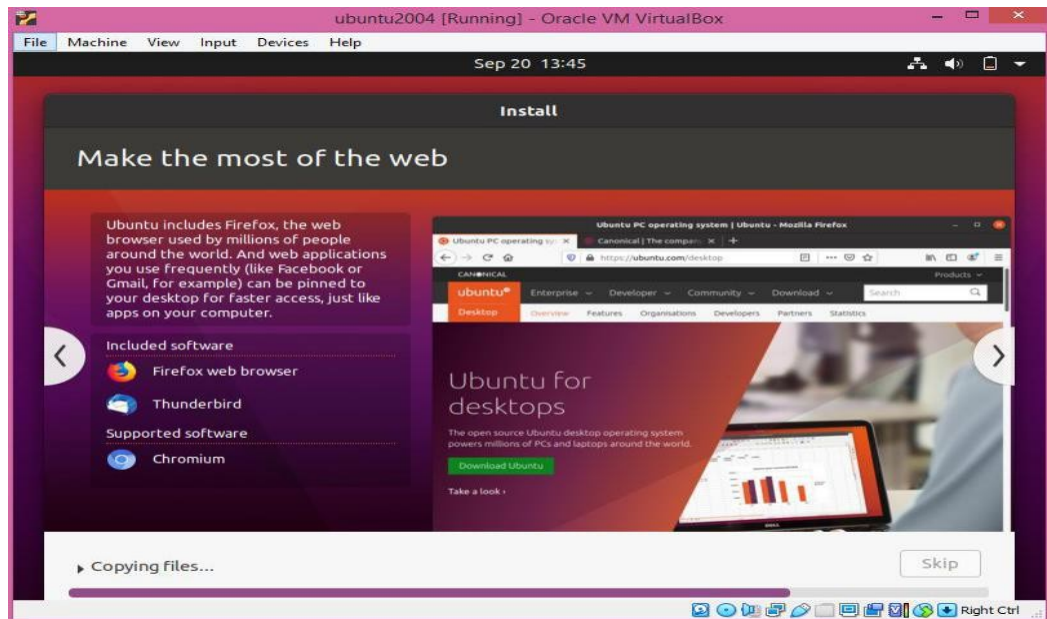 ubuntu2004 [Running] - Oracle VM VirtualBox
File Machine View Input Devices Help
Sep 20 13:45
Install
Make the most of the web
Ubuntu includes Firefox, the web
browser used by millions of people
around the world. And web applications
you use frequently (like Facebook or
Gmail, for example) can be pinned to
your desktop for faster access, just like
apps on your computer.
Included software
Firefox web browser
Thunderbird
Supported software
Chromium
Ubuntu PC operating system | Ubuntu - Mozilla Firefox
Ubuntu PC operating sy
Canonical | The compan
https://ubuntu.com/desktop
CANONICAL
Products
ubuntu
Enterprise Developer Community Download Search
Desktop Overview Features Organisations Developers Partners Statistics
Ubuntu for
desktops
The open source Ubuntu desktop operating system
powers millions of PCs and laptops around the world.
Download Ubuntu
Take a look ›
DELL
Copying files...
Skip
Right Ctrl